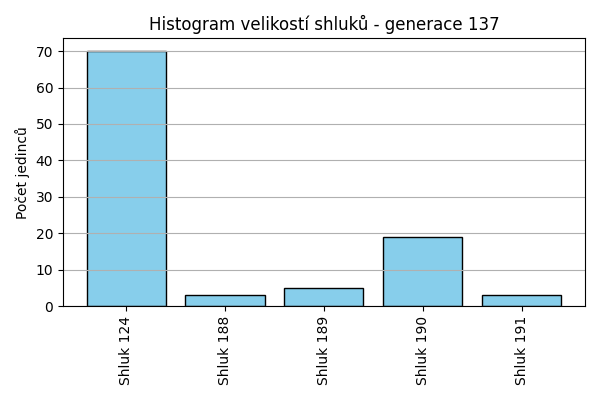 Histogram velikostí shluků - generace 137
Počet jedinců
70
60
50
40
30
20
10
0
Shluk 124
Shluk 188
Shluk 189
Shluk 190
Shluk 191